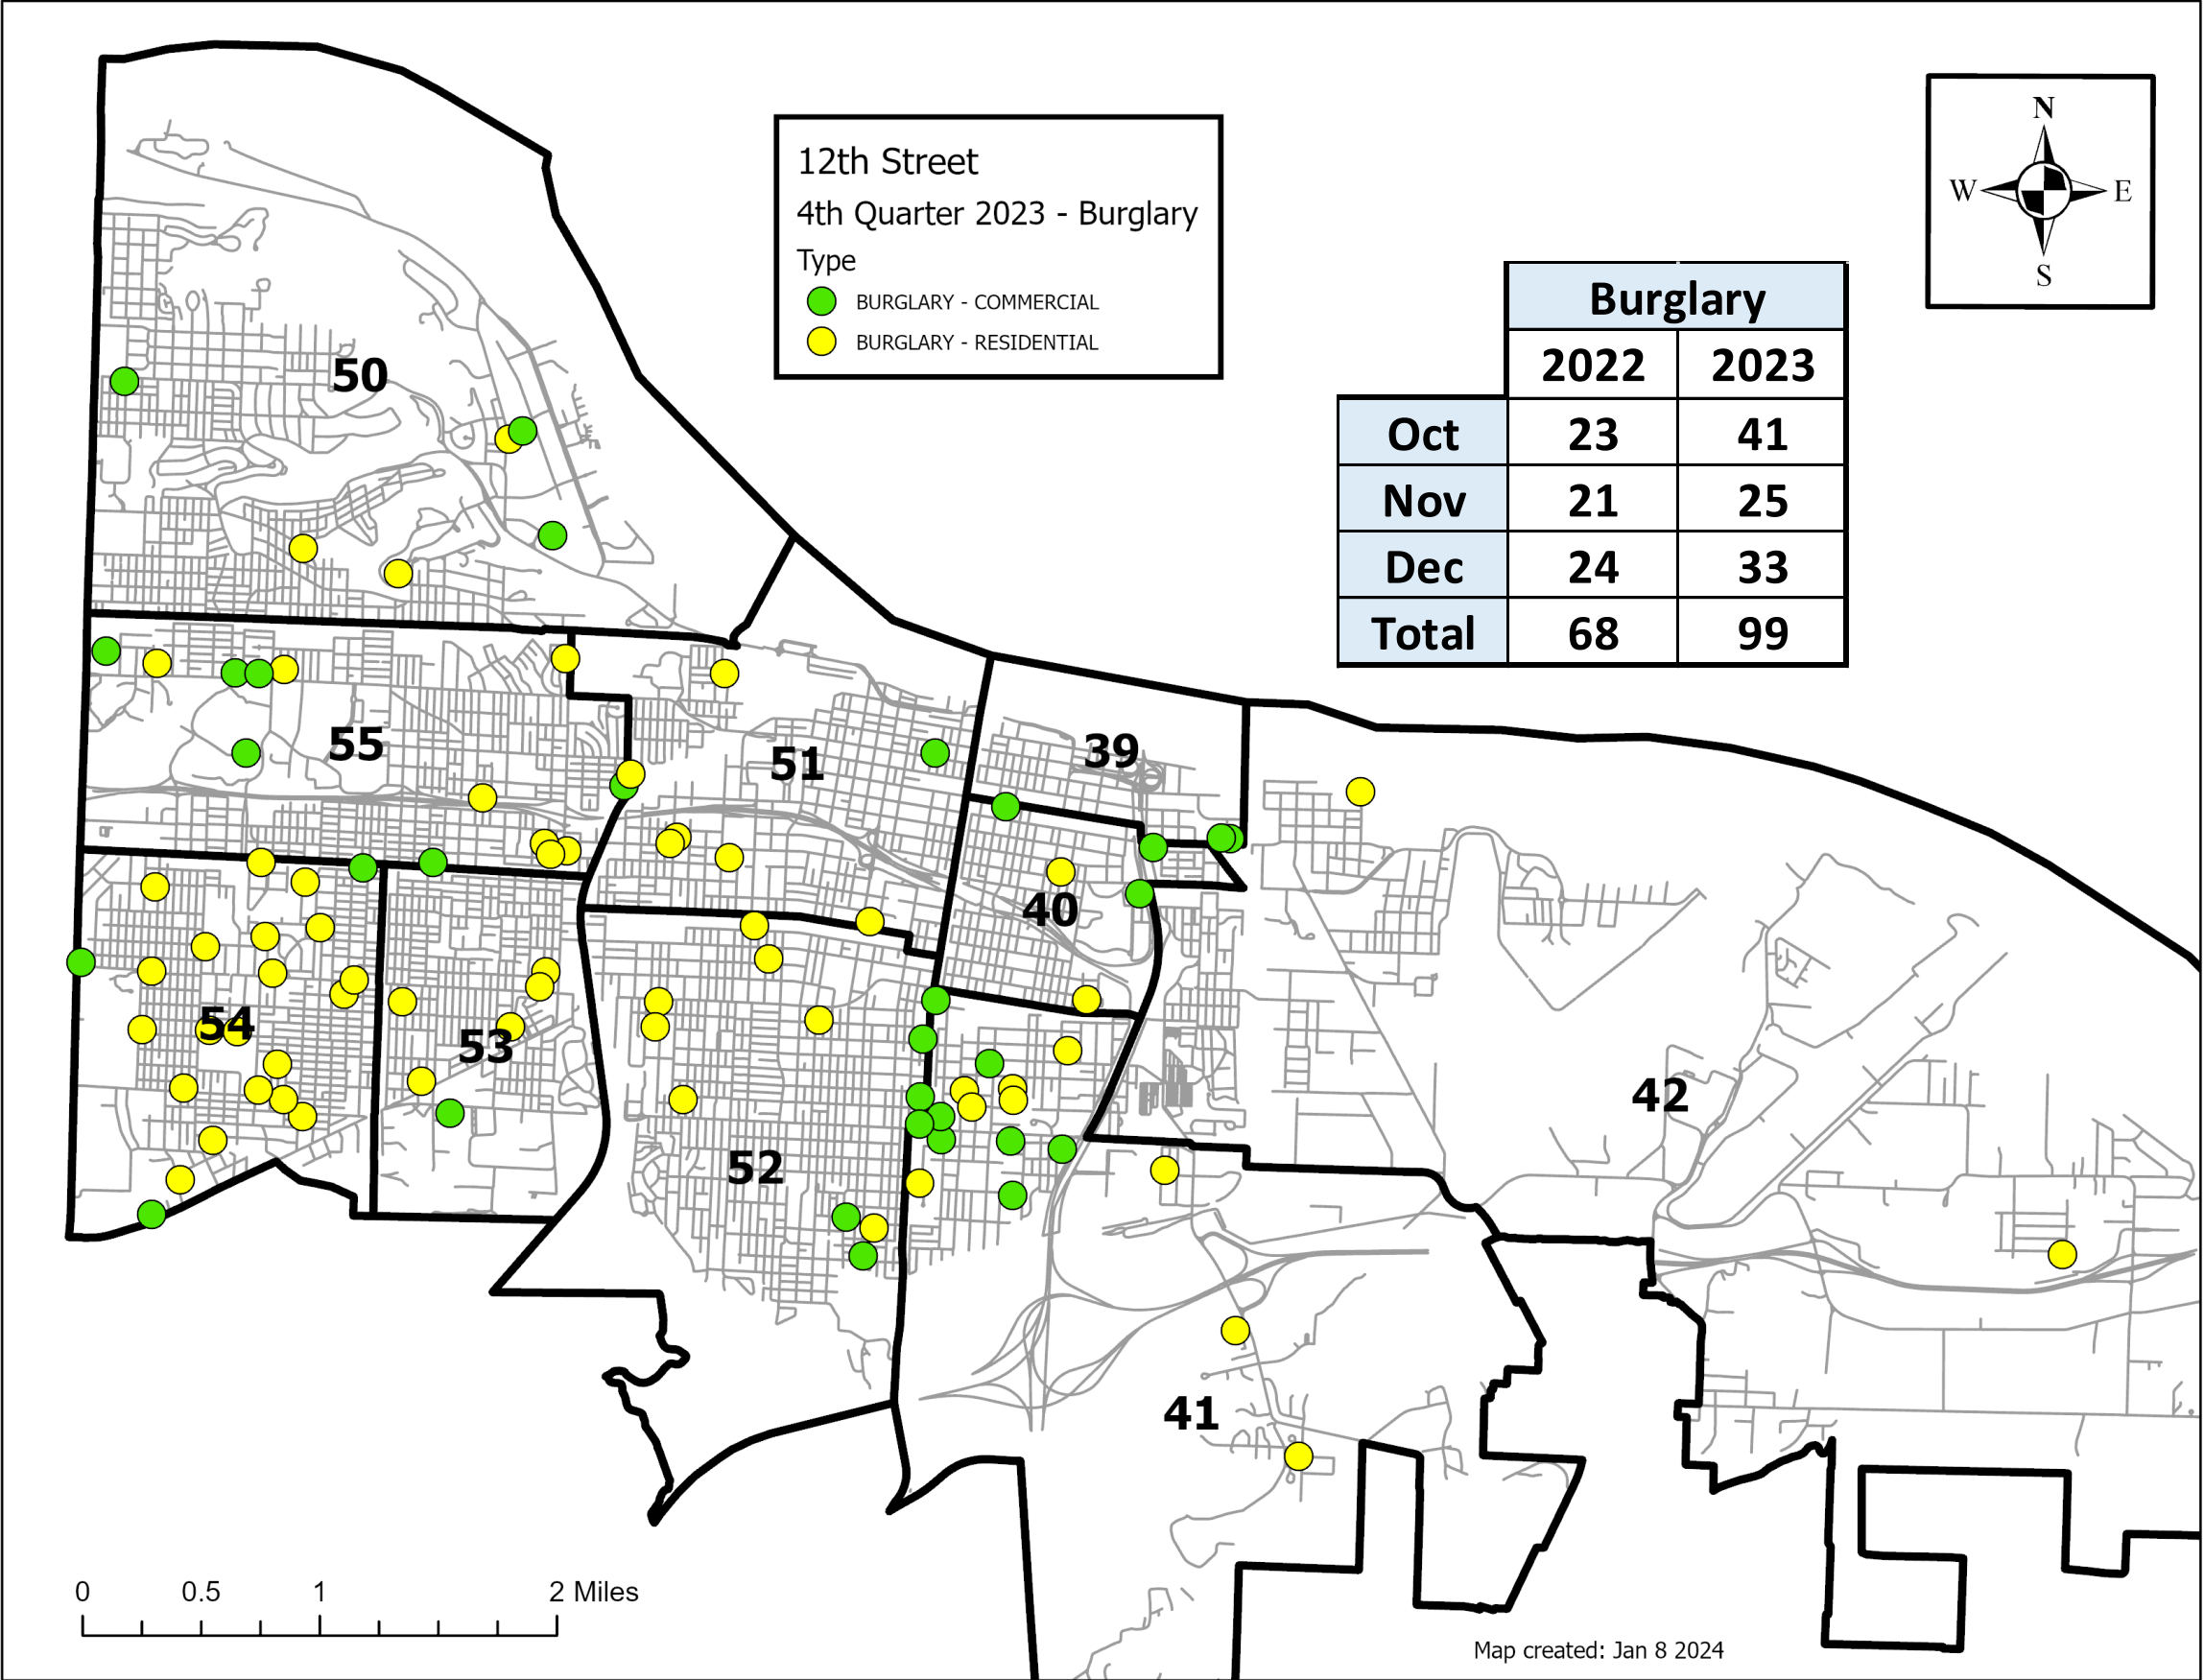 12th Street
4th Quarter 2023 - Burglary
Type
BURGLARY - COMMERCIAL
BURGLARY - RESIDENTIAL
N
W E
S
Burglary
2022 2023
Oct 23 41
Nov 21 25
Dec 24 33
Total 68 99
50
55
51
39
40
54
53
52
42
41
0 0.5 1 2 Miles
Map created: Jan 8 2024